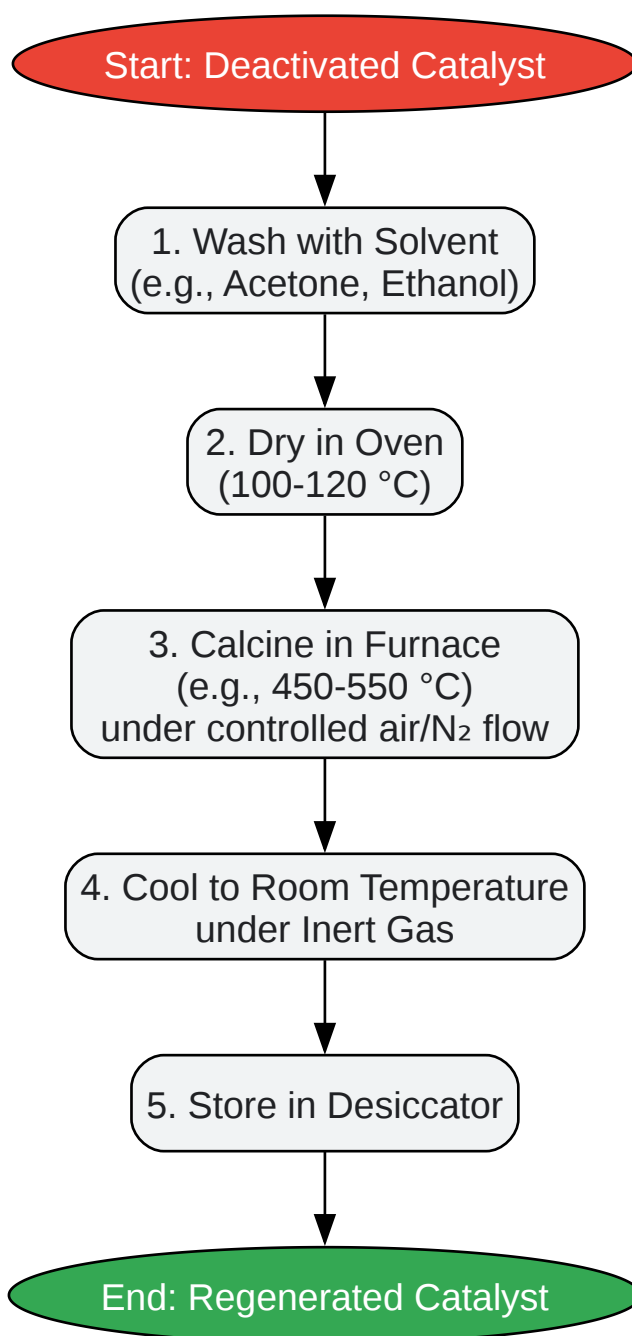 Start: Deactivated Catalyst
1. Wash with Solvent
(e.g., Acetone, Ethanol)
2. Dry in Oven
(100-120 °C)
3. Calcine in Furnace
(e.g., 450-550 °C)
under controlled air/N₂ flow
4. Cool to Room Temperature
under Inert Gas
5. Store in Desiccator
End: Regenerated Catalyst